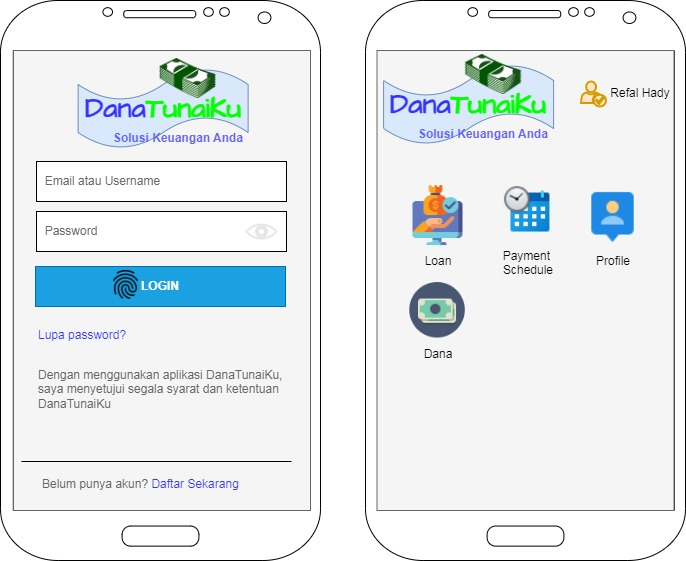 DanaTunaiKu
Solusi Keuangan Anda
Email atau Username
Password
LOGIN
Lupa password?
Dengan menggunakan aplikasi DanaTunaiKu,
saya menyetujui segala syarat dan ketentuan
DanaTunaiKu
Belum punya akun? Daftar Sekarang
DanaTunaiKu
Solusi Keuangan Anda
Refal Hady
Loan
Payment
Schedule
Profile
Dana